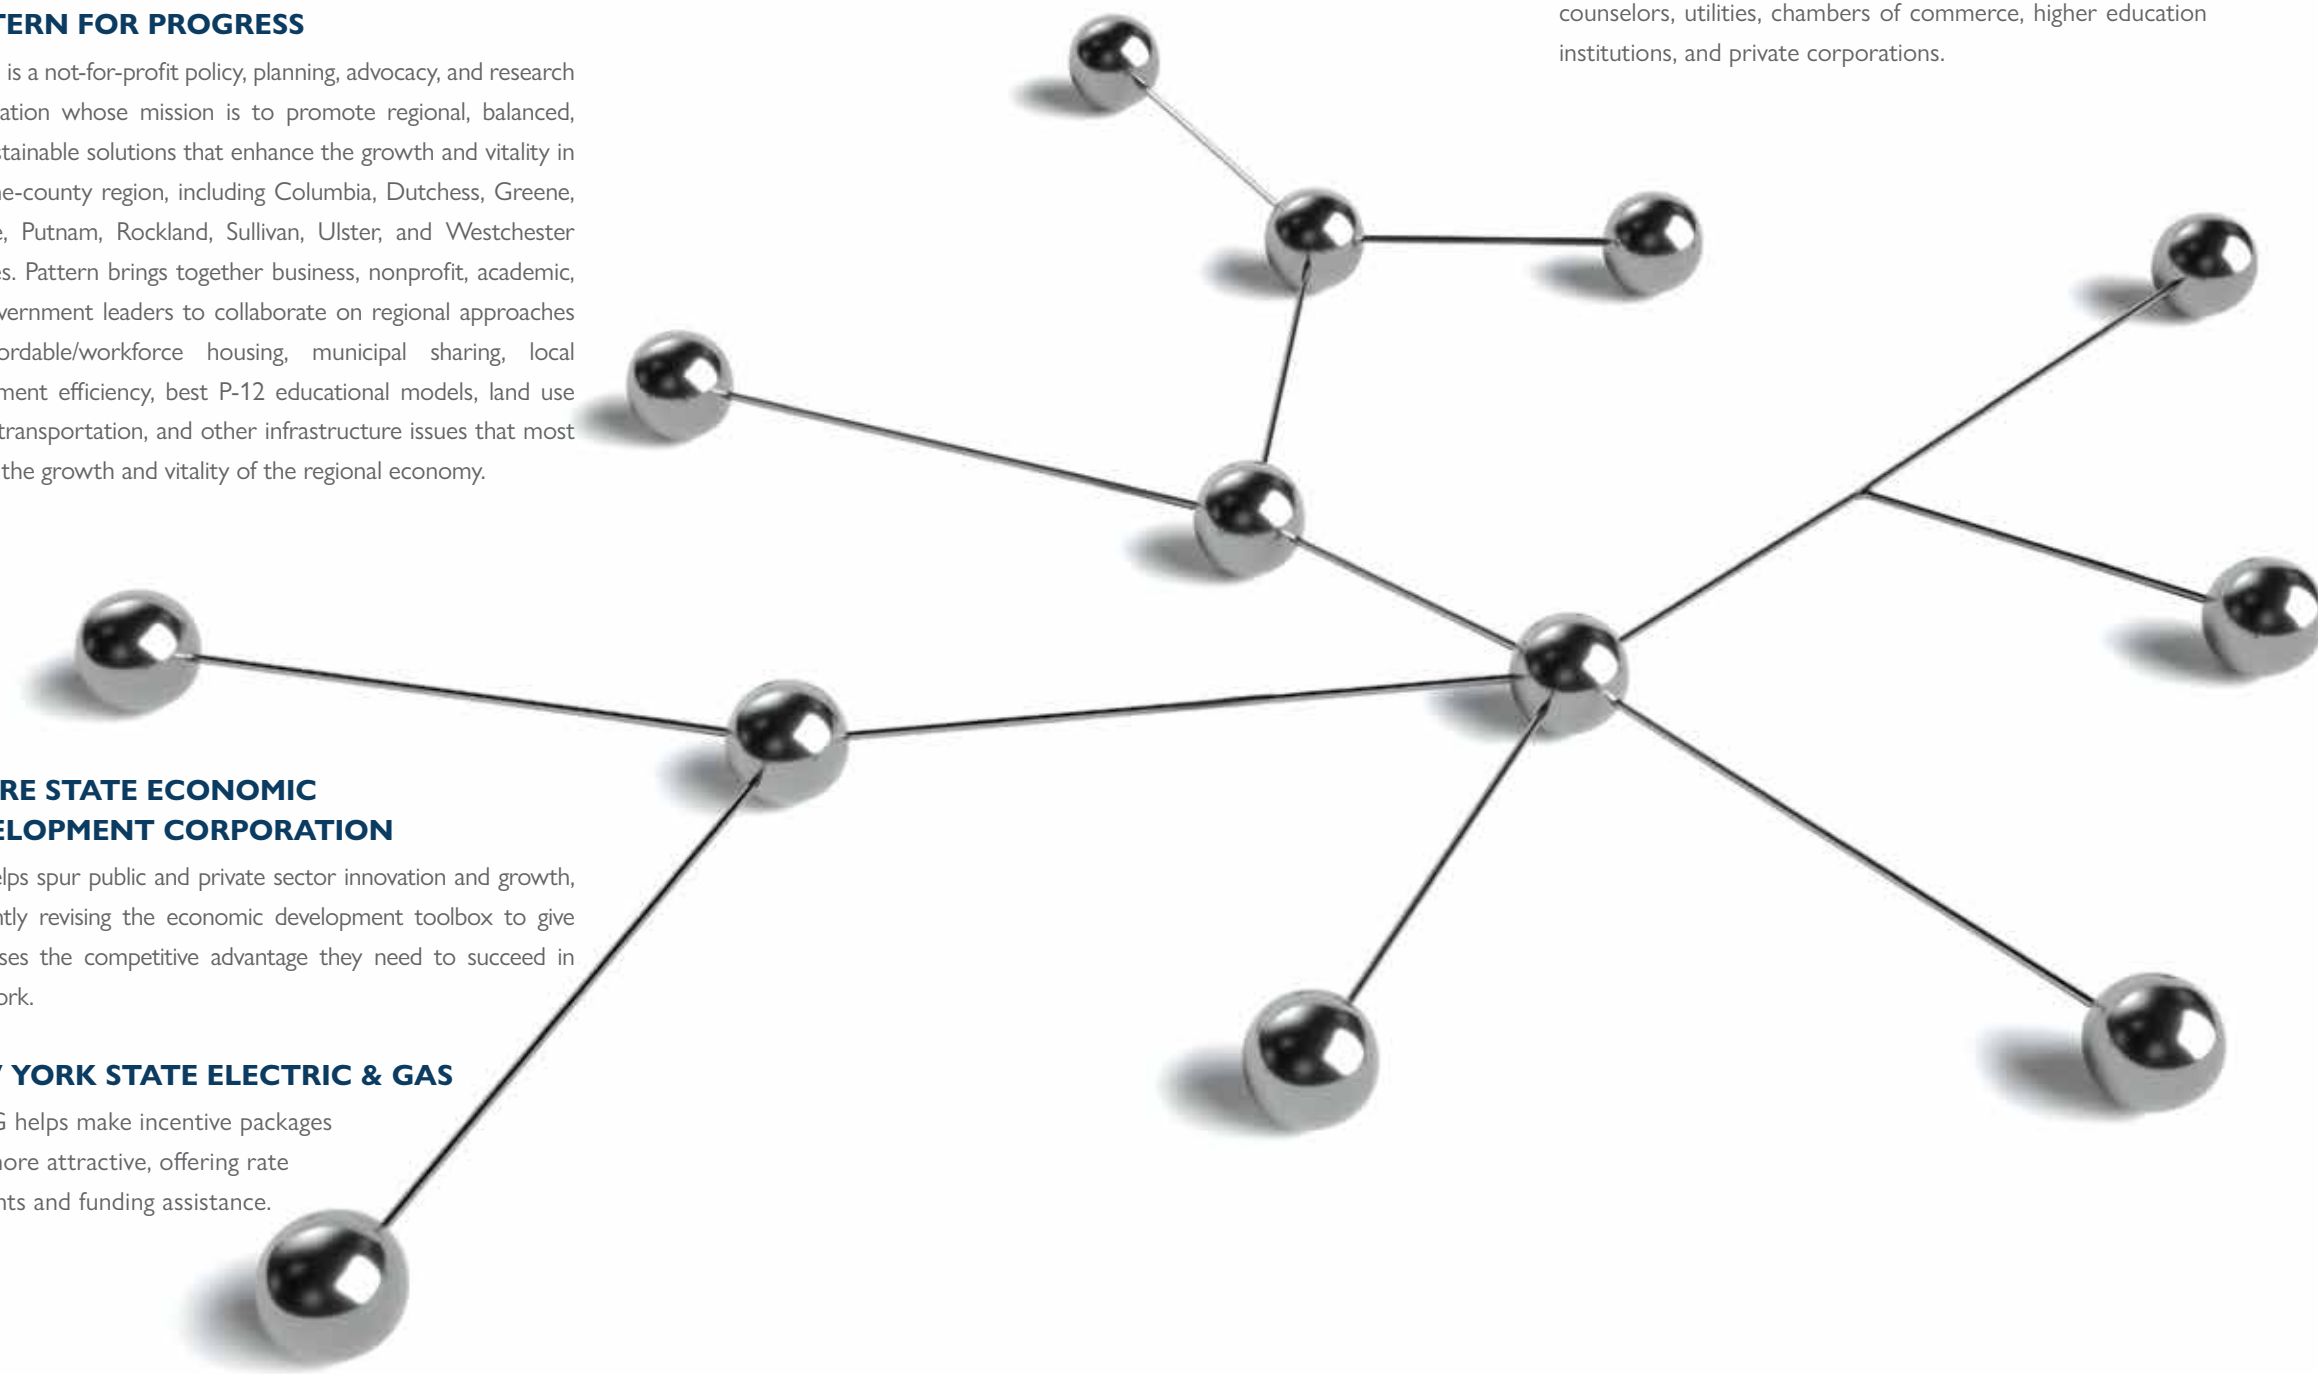 TERN FOR PROGRESS
is a not-for-profit policy, planning, advocacy, and research
ation whose mission is to promote regional, balanced,
stainable solutions that enhance the growth and vitality in
ne-county region, including Columbia, Dutchess, Greene,
e, Putnam, Rockland, Sullivan, Ulster, and Westchester
es. Pattern brings together business, nonprofit, academic,
vernment leaders to collaborate on regional approaches
ordable/workforce housing, municipal sharing, local
ment efficiency, best P-12 educational models, land use
transportation, and other infrastructure issues that most
the growth and vitality of the regional economy.
RE STATE ECONOMIC
ELOPMENT CORPORATION
elps spur public and private sector innovation and growth,
ntly revising the economic development toolbox to give
ses the competitive advantage they need to succeed in
ork.
YORK STATE ELECTRIC & GAS
G helps make incentive packages
more attractive, offering rate
nts and funding assistance.
counselors, utilities, chambers of commerce, higher education
institutions, and private corporations.